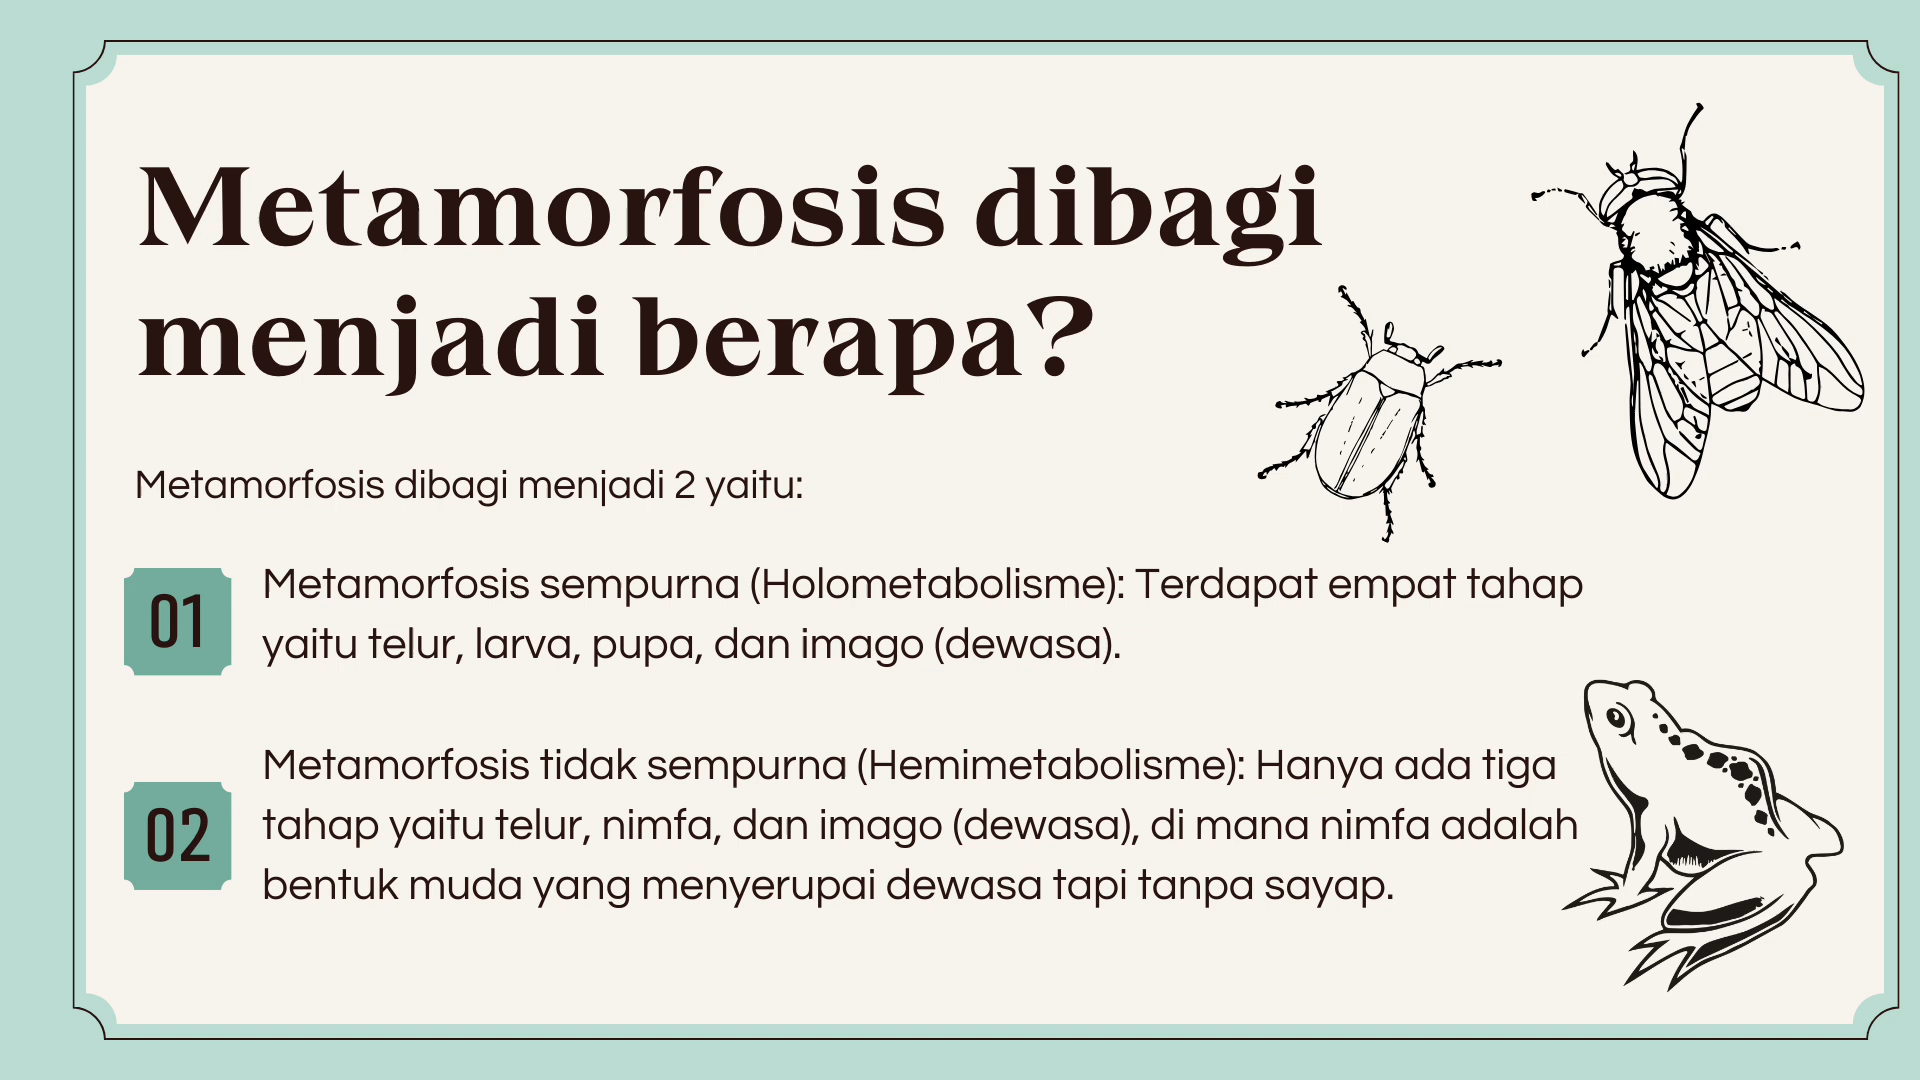 Metamorfosis dibagi
menjadi berapa?
Metamorfosis dibagi menjadi 2 yaitu:
01
Metamorfosis sempurna (Holometabolisme): Terdapat empat tahap
yaitu telur, larva, pupa, dan imago (dewasa).
02
Metamorfosis tidak sempurna (Hemimetabolisme): Hanya ada tiga
tahap yaitu telur, nimfa, dan imago (dewasa), di mana nimfa adalah
bentuk muda yang menyerupai dewasa tapi tanpa sayap.